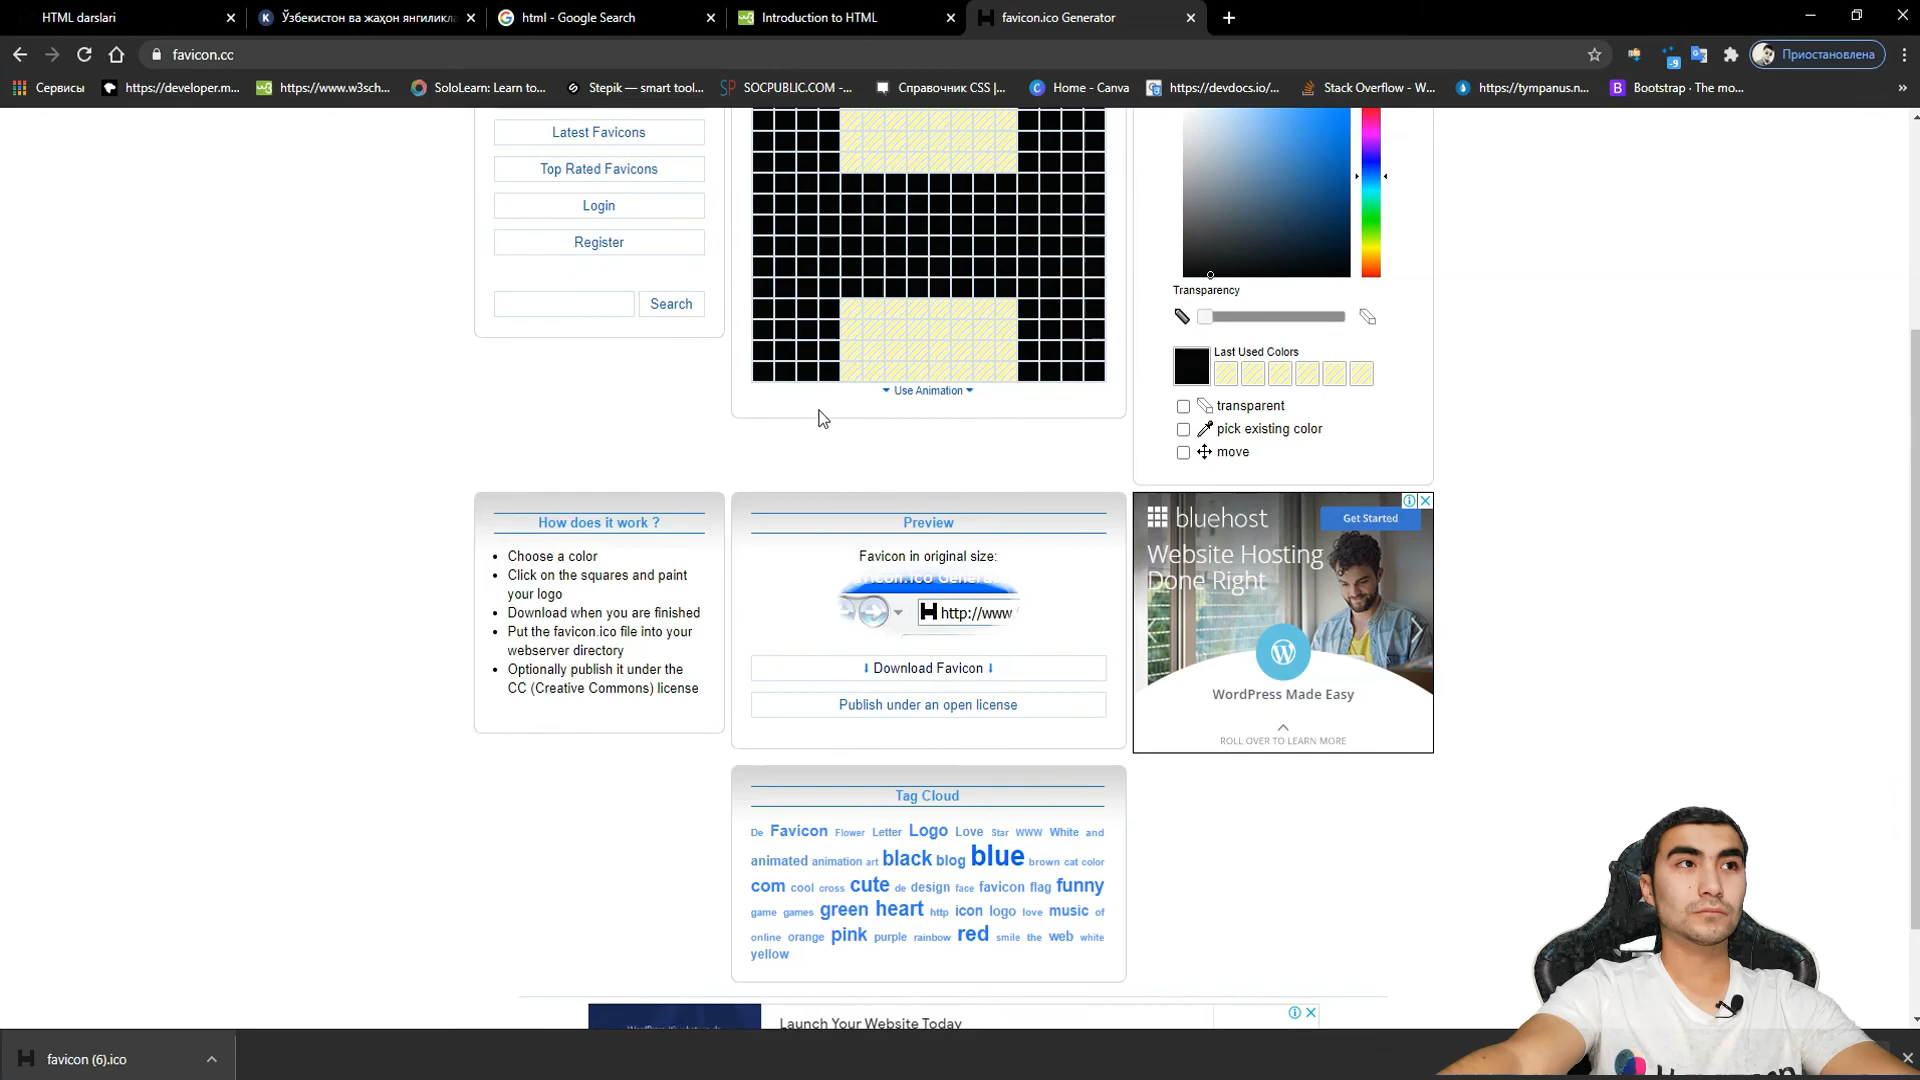 HTML darslari
Ўзбекистон ва жаҳон янгиликла
html - Google Search
Introduction to HTML
favicon.ico Generator
favicon.cc
Приостановлена
Сервисы
https://developer.m...
https://www.w3sch...
SoloLearn: Learn to...
Stepik — smart tool...
SOCPUBLIC.COM -...
Справочник CSS |...
Home - Canva
https://devdocs.io/...
Stack Overflow - W...
https://tympanus.n...
Bootstrap · The mo...
Latest Favicons
Top Rated Favicons
Login
Register
Search
Use Animation
Transparency
Last Used Colors
transparent
pick existing color
move
How does it work ?
Choose a color
Click on the squares and paint
your logo
Download when you are finished
Put the favicon.ico file into your
webserver directory
Optionally publish it under the
CC (Creative Commons) license
Preview
Favicon in original size:
http://www
Download Favicon
Publish under an open license
bluehost
Get Started
Website Hosting
Done Right
WordPress Made Easy
ROLL OVER TO LEARN MORE
Tag Cloud
De Favicon Flower Letter Logo Love Star WWW White and
animated animation art black blog blue brown cat color
com cool cross cute de design face favicon flag funny
game games green heart http icon logo love music of
online orange pink purple rainbow red smile the web white
yellow
Launch Your Website Today
favicon (6).ico